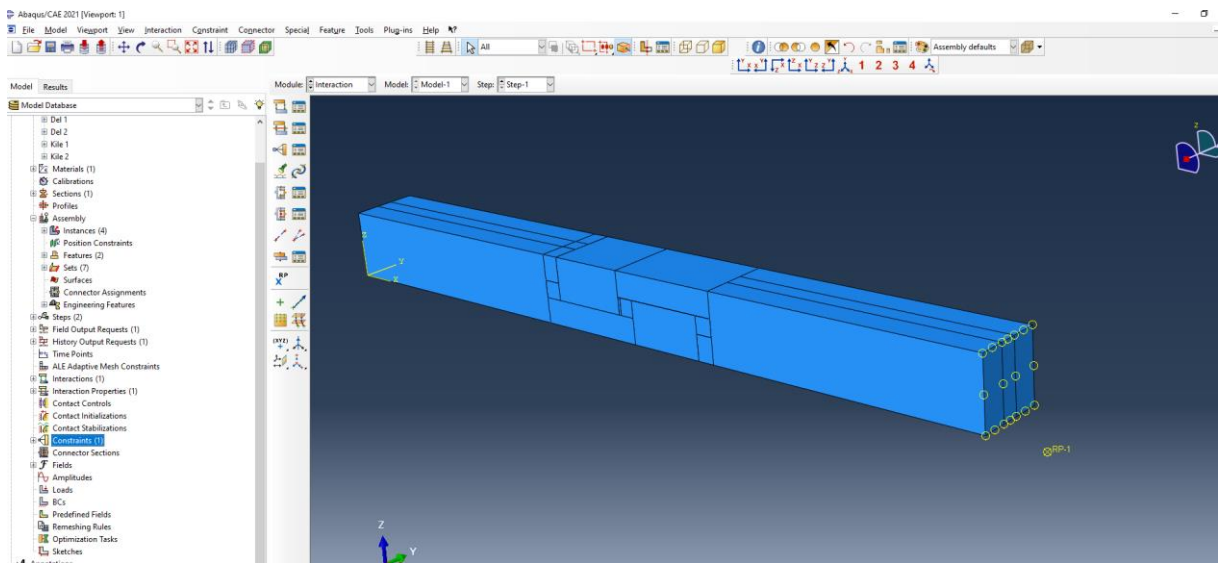 Abaqus/CAE 2021 [Viewport: 1]
File Model Viewport View Interaction Constraint Connector Special Feature Tools Plug-ins Help
All
Assembly defaults
1 2 3 4
Model Results
Module: Interaction Model: Model-1 Step: Step-1
Model Database
Del 1
Del 2
Kile 1
Kile 2
Materials (1)
Calibrations
Sections (1)
Profiles
Assembly
Instances (4)
Position Constraints
Features (2)
Sets (7)
Surfaces
Connector Assignments
Engineering Features
Steps (2)
Field Output Requests (1)
History Output Requests (1)
Time Points
ALE Adaptive Mesh Constraints
Interactions (1)
Interaction Properties (1)
Contact Controls
Contact Initializations
Contact Stabilizations
Constraints (1)
Connector Sections
Fields
Amplitudes
Loads
BCs
Predefined Fields
Remeshing Rules
Optimization Tasks
Sketches
RP
(XYZ)
Z
Y
X
RP-1
Z
Y
Z